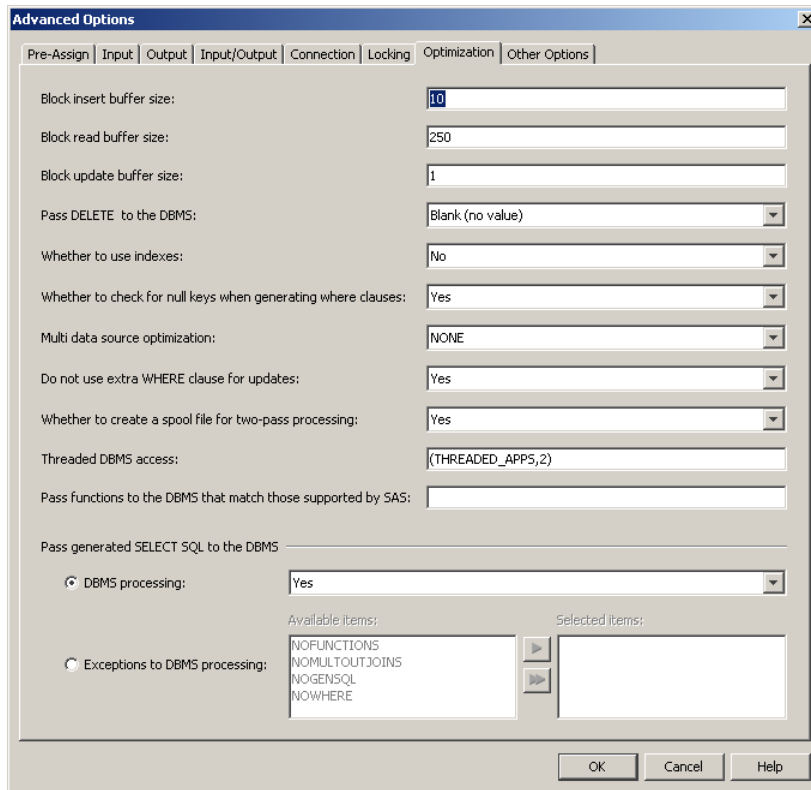 Advanced Options
Pre-Assign Input Output Input/Output Connection Locking Optimization Other Options
Block insert buffer size: 10
Block read buffer size: 250
Block update buffer size: 1
Pass DELETE to the DBMS: Blank (no value)
Whether to use indexes: No
Whether to check for null keys when generating where clauses: Yes
Multi data source optimization: NONE
Do not use extra WHERE clause for updates: Yes
Whether to create a spool file for two-pass processing: Yes
Threaded DBMS access: (THREADED_APPS,2)
Pass functions to the DBMS that match those supported by SAS:
Pass generated SELECT SQL to the DBMS
DBMS processing: Yes
Available items: Selected items:
Exceptions to DBMS processing:
NOFUNCTIONS
NOMULTOUTJOINS
NOGENSQL
NOWHERE
OK Cancel Help